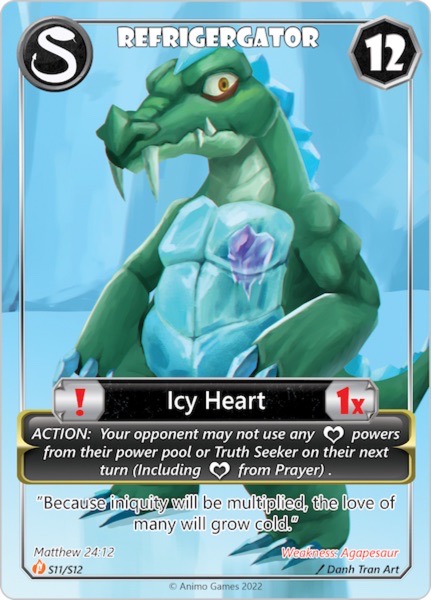 S
REFRIGERGATOR
12
!
Icy Heart
1x
ACTION: Your opponent may not use any powers
from their power pool or Truth Seeker on their next
turn (Including from Prayer) .
"Because iniquity will be multiplied, the love of
many will grow cold."
Matthew 24:12
Weakness: Agapesaur
S11/S12
Danh Tran Art
© Animo Games 2022